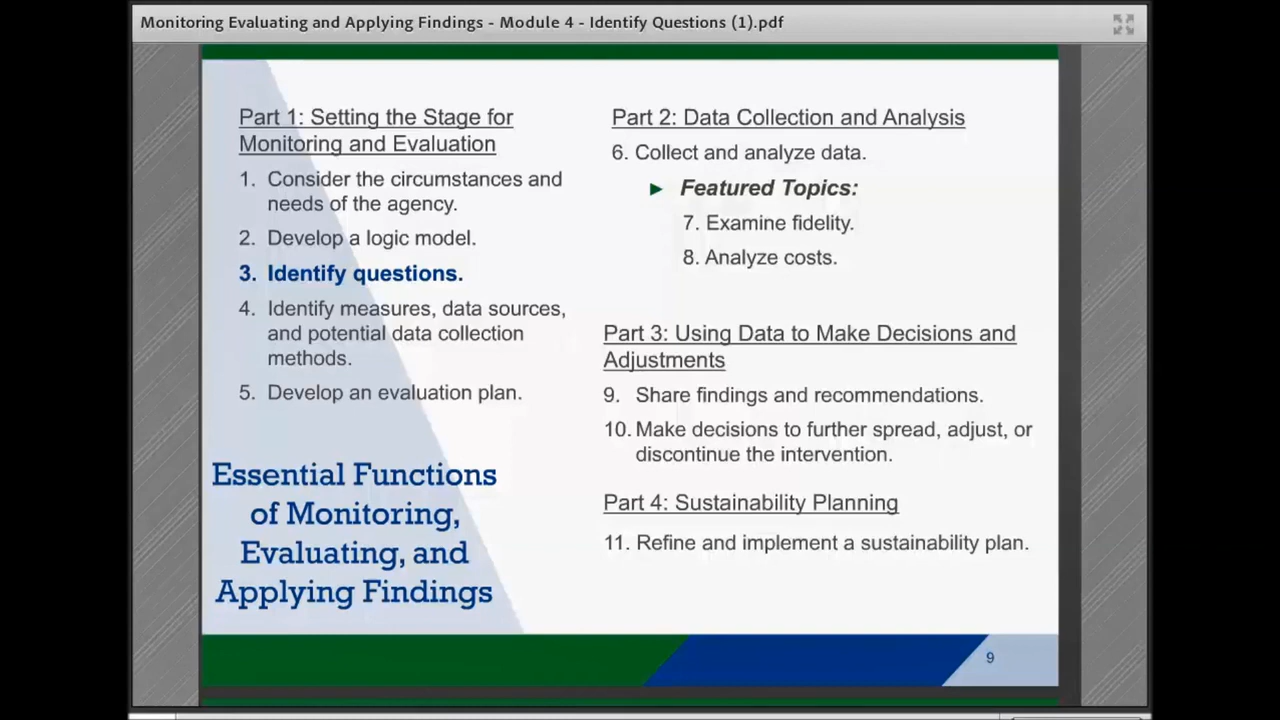 Monitoring Evaluating and Applying Findings - Module 4 - Identify Questions (1).pdf
Part 1: Setting the Stage for
Monitoring and Evaluation
1. Consider the circumstances and
needs of the agency.
2. Develop a logic model.
3. Identify questions.
4. Identify measures, data sources,
and potential data collection
methods.
5. Develop an evaluation plan.
Essential Functions
of Monitoring,
Evaluating, and
Applying Findings
Part 2: Data Collection and Analysis
6. Collect and analyze data.
► Featured Topics:
7. Examine fidelity.
8. Analyze costs.
Part 3: Using Data to Make Decisions and
Adjustments
9. Share findings and recommendations.
10. Make decisions to further spread, adjust, or
discontinue the intervention.
Part 4: Sustainability Planning
11. Refine and implement a sustainability plan.
9